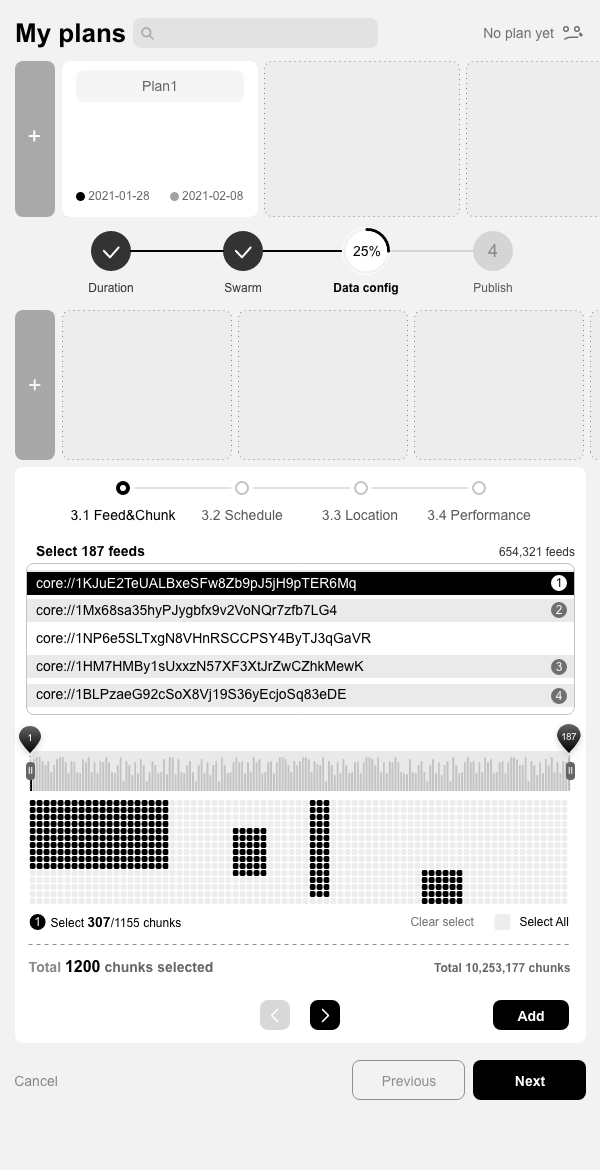 My plans
No plan yet
+
Plan1
2021-01-28
2021-02-08
25%
4
Duration
Swarm
Data config
Publish
+
3.1 Feed&Chunk
3.2 Schedule
3.3 Location
3.4 Performance
Select 187 feeds
654,321 feeds
core://1KJuE2TeUALBxeSFw8Zb9pJ5jH9pTER6Mq
1
core://1Mx68sa35hyPJygbfx9v2VoNQr7zfb7LG4
2
core://1NP6e5SLTxgN8VHnRSCCPSY4ByTJ3qGaVR
core://1HM7HMBy1sUxxzN57XF3XtJrZwCZhkMewK
3
core://1BLPzaeG92cSoX8Vj19S36yEcjoSq83eDE
4
1
187
1
Select 307/1155 chunks
Clear select
Select All
Total 1200 chunks selected
Total 10,253,177 chunks
Add
Cancel
Previous
Next